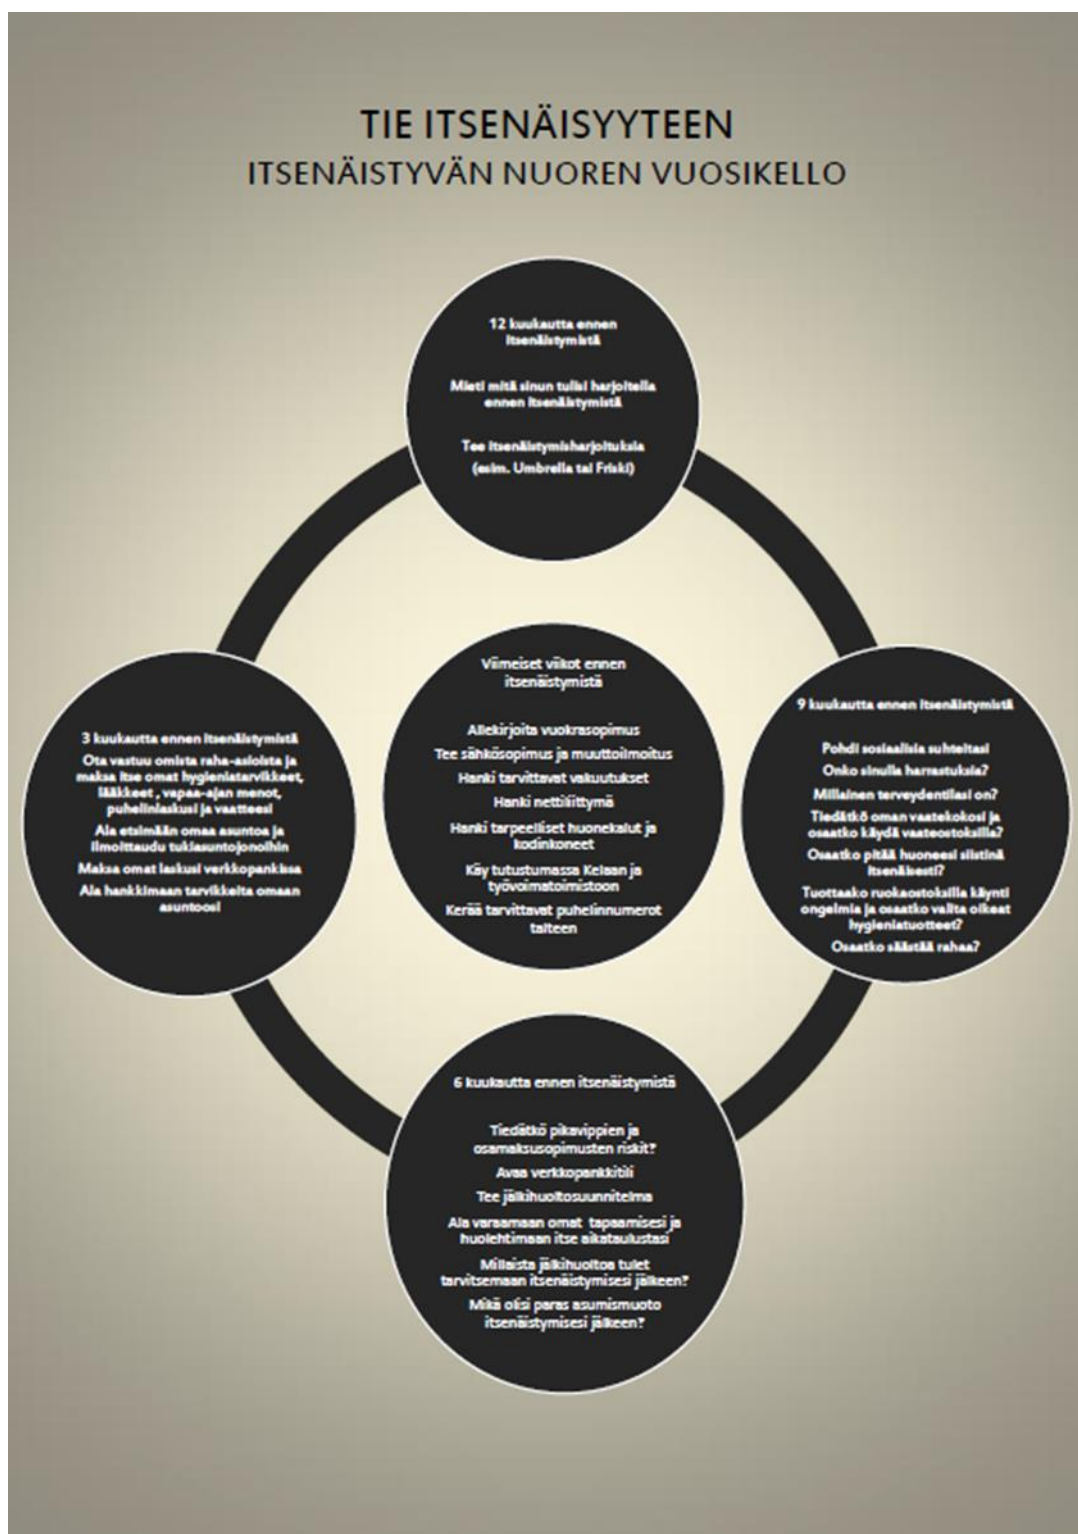 TIE ITSENÄISYYTEEN
ITSENÄISTYVÄN NUOREN VUOSIKELLO
12 kuukautta ennen
itsenäistymistä
Mieti mitä sinun tulisi harjoitella
ennen itsenäistymistä
Tee itsenäistymisharjoituksia
(esim. Umbrella tai Friski)
9 kuukautta ennen itsenäistymistä
Pohdi sosiaalisia suhteitasi
Onko sinulla harrastuksia?
Millainen terveydentilasi on?
Tiedätkö oman vaatekokosi ja
osaatko käydä vaateostoksilla?
Osaatko pitää huoneesi siistinä
itsenäisesti?
Tuottaako ruokaostoksilla käynti
ongelmia ja osaatko valita oikeat
hygieniatuotteet?
Osaatko säästää rahaa?
6 kuukautta ennen itsenäistymistä
Tiedätkö pikavippien ja
osamaksusopimusten riskit?
Avaa verkkopankkitili
Tee jälkihuoltosuunnitelma
Ala varaamaan omat tapaamisesi ja
huolehtimaan itse aikataulustasi
Millaista jälkihuoltoa tulet
tarvitsemaan itsenäistymisesi jälkeen?
Mikä olisi paras asumismuoto
itsenäistymisesi jälkeen?
3 kuukautta ennen itsenäistymistä
Ota vastuu omista raha-asioista ja
maksa itse omat hygieniatarvikkeet,
lääkkeet , vapaa-ajan menot,
puhelinlaskusi ja vaatteesi
Ala etsimään omaa asuntoa ja
ilmoittaudu tukiasuntojonoihin
Maksa omat laskusi verkkopankissa
Ala hankkimaan tarvikkeita omaan
asuntoosi
Viimeiset viikot ennen
itsenäistymistä
Allekirjoita vuokrasopimus
Tee sähkösopimus ja muuttoilmoitus
Hanki tarvittavat vakuutukset
Hanki nettiliittymä
Hanki tarpeelliset huonekalut ja
kodinkoneet
Käy tutustumassa Kelaan ja
työvoimatoimistoon
Kerää tarvittavat puhelinnumerot
talteen